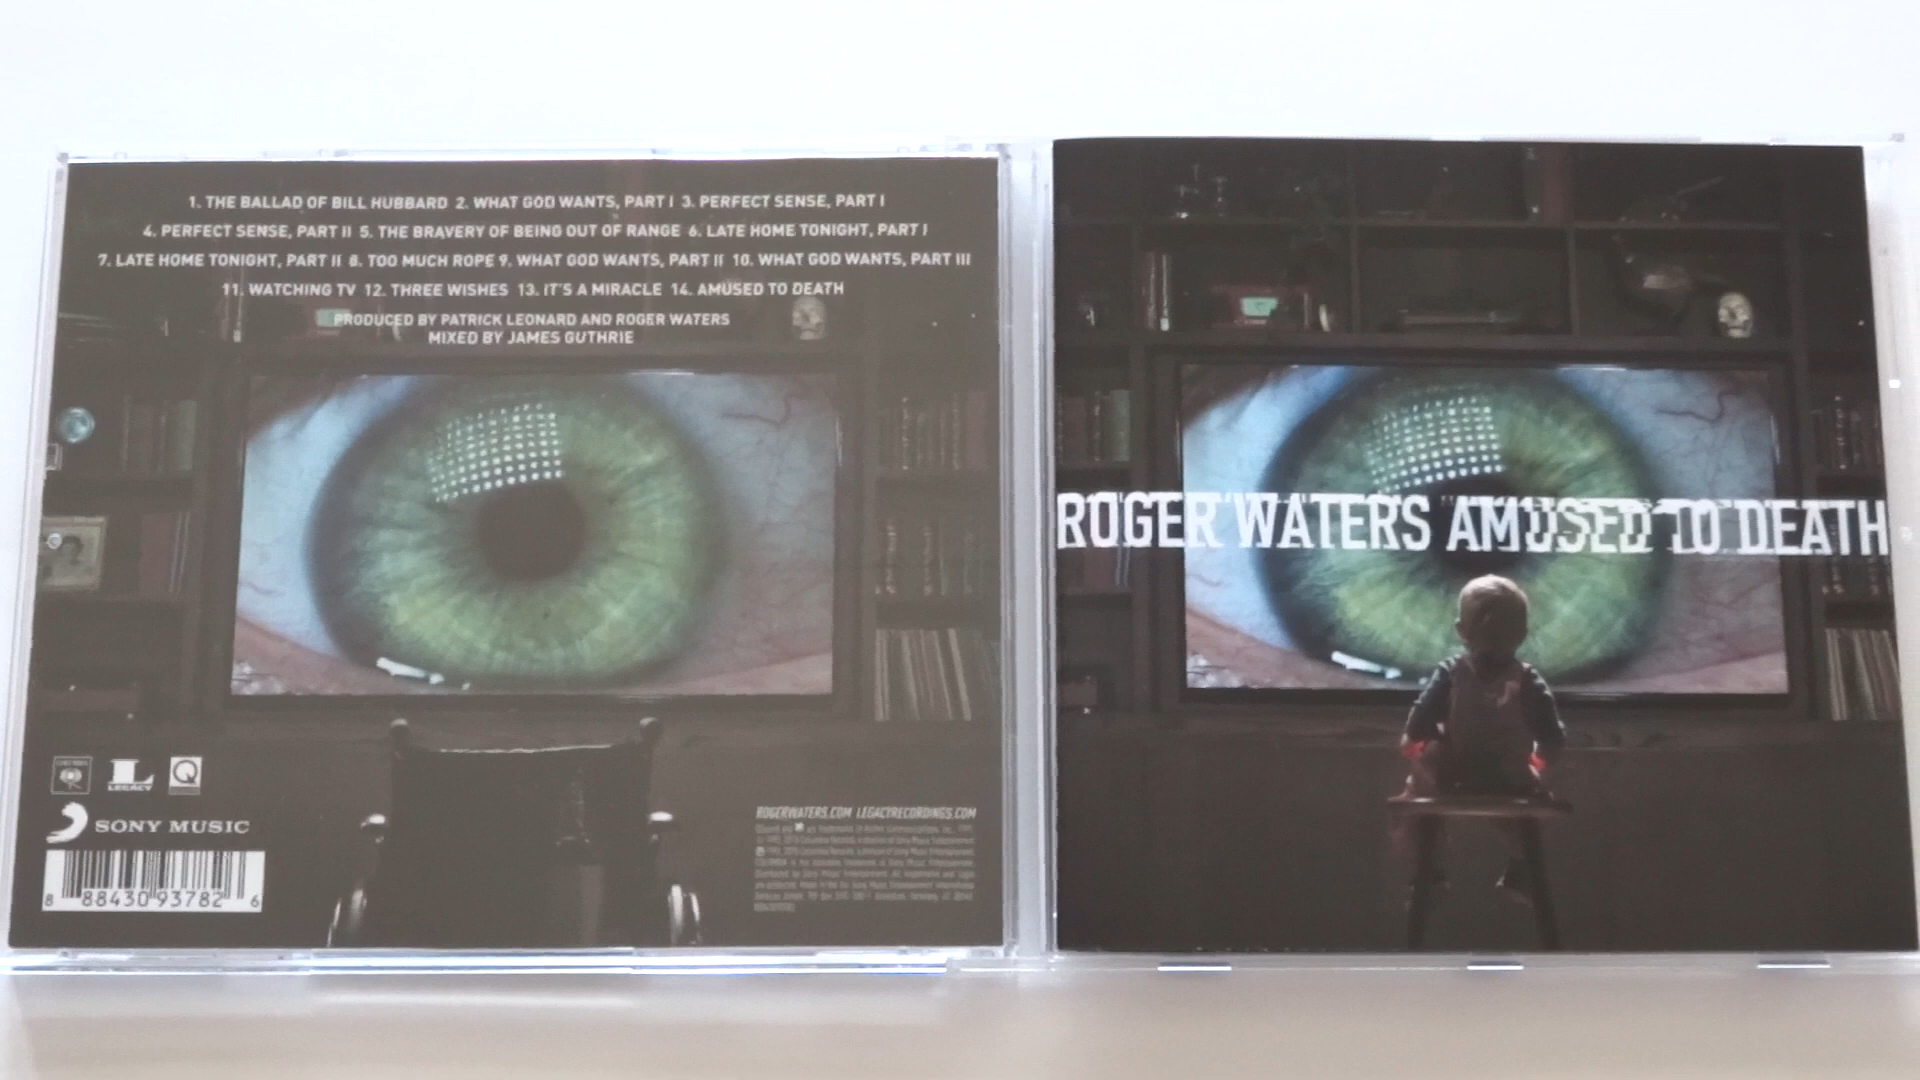 1. THE BALLAD OF BILL HUBBARD 2. WHAT GOD WANTS, PART I 3. PERFECT SENSE, PART I
4. PERFECT SENSE, PART II 5. THE BRAVERY OF BEING OUT OF RANGE 6. LATE HOME TONIGHT, PART I
7. LATE HOME TONIGHT, PART II 8. TOO MUCH ROPE 9. WHAT GOD WANTS, PART II 10. WHAT GOD WANTS, PART III
11. WATCHING TV 12. THREE WISHES 13. IT'S A MIRACLE 14. AMUSED TO DEATH
PRODUCED BY PATRICK LEONARD AND ROGER WATERS
MIXED BY JAMES GUTHRIE
L
LEGACY
Q
SONY MUSIC
8 88430 93782 6
ROGERWATERS.COM LEGACYRECORDINGS.COM
ROGER WATERS AMUSED TO DEATH